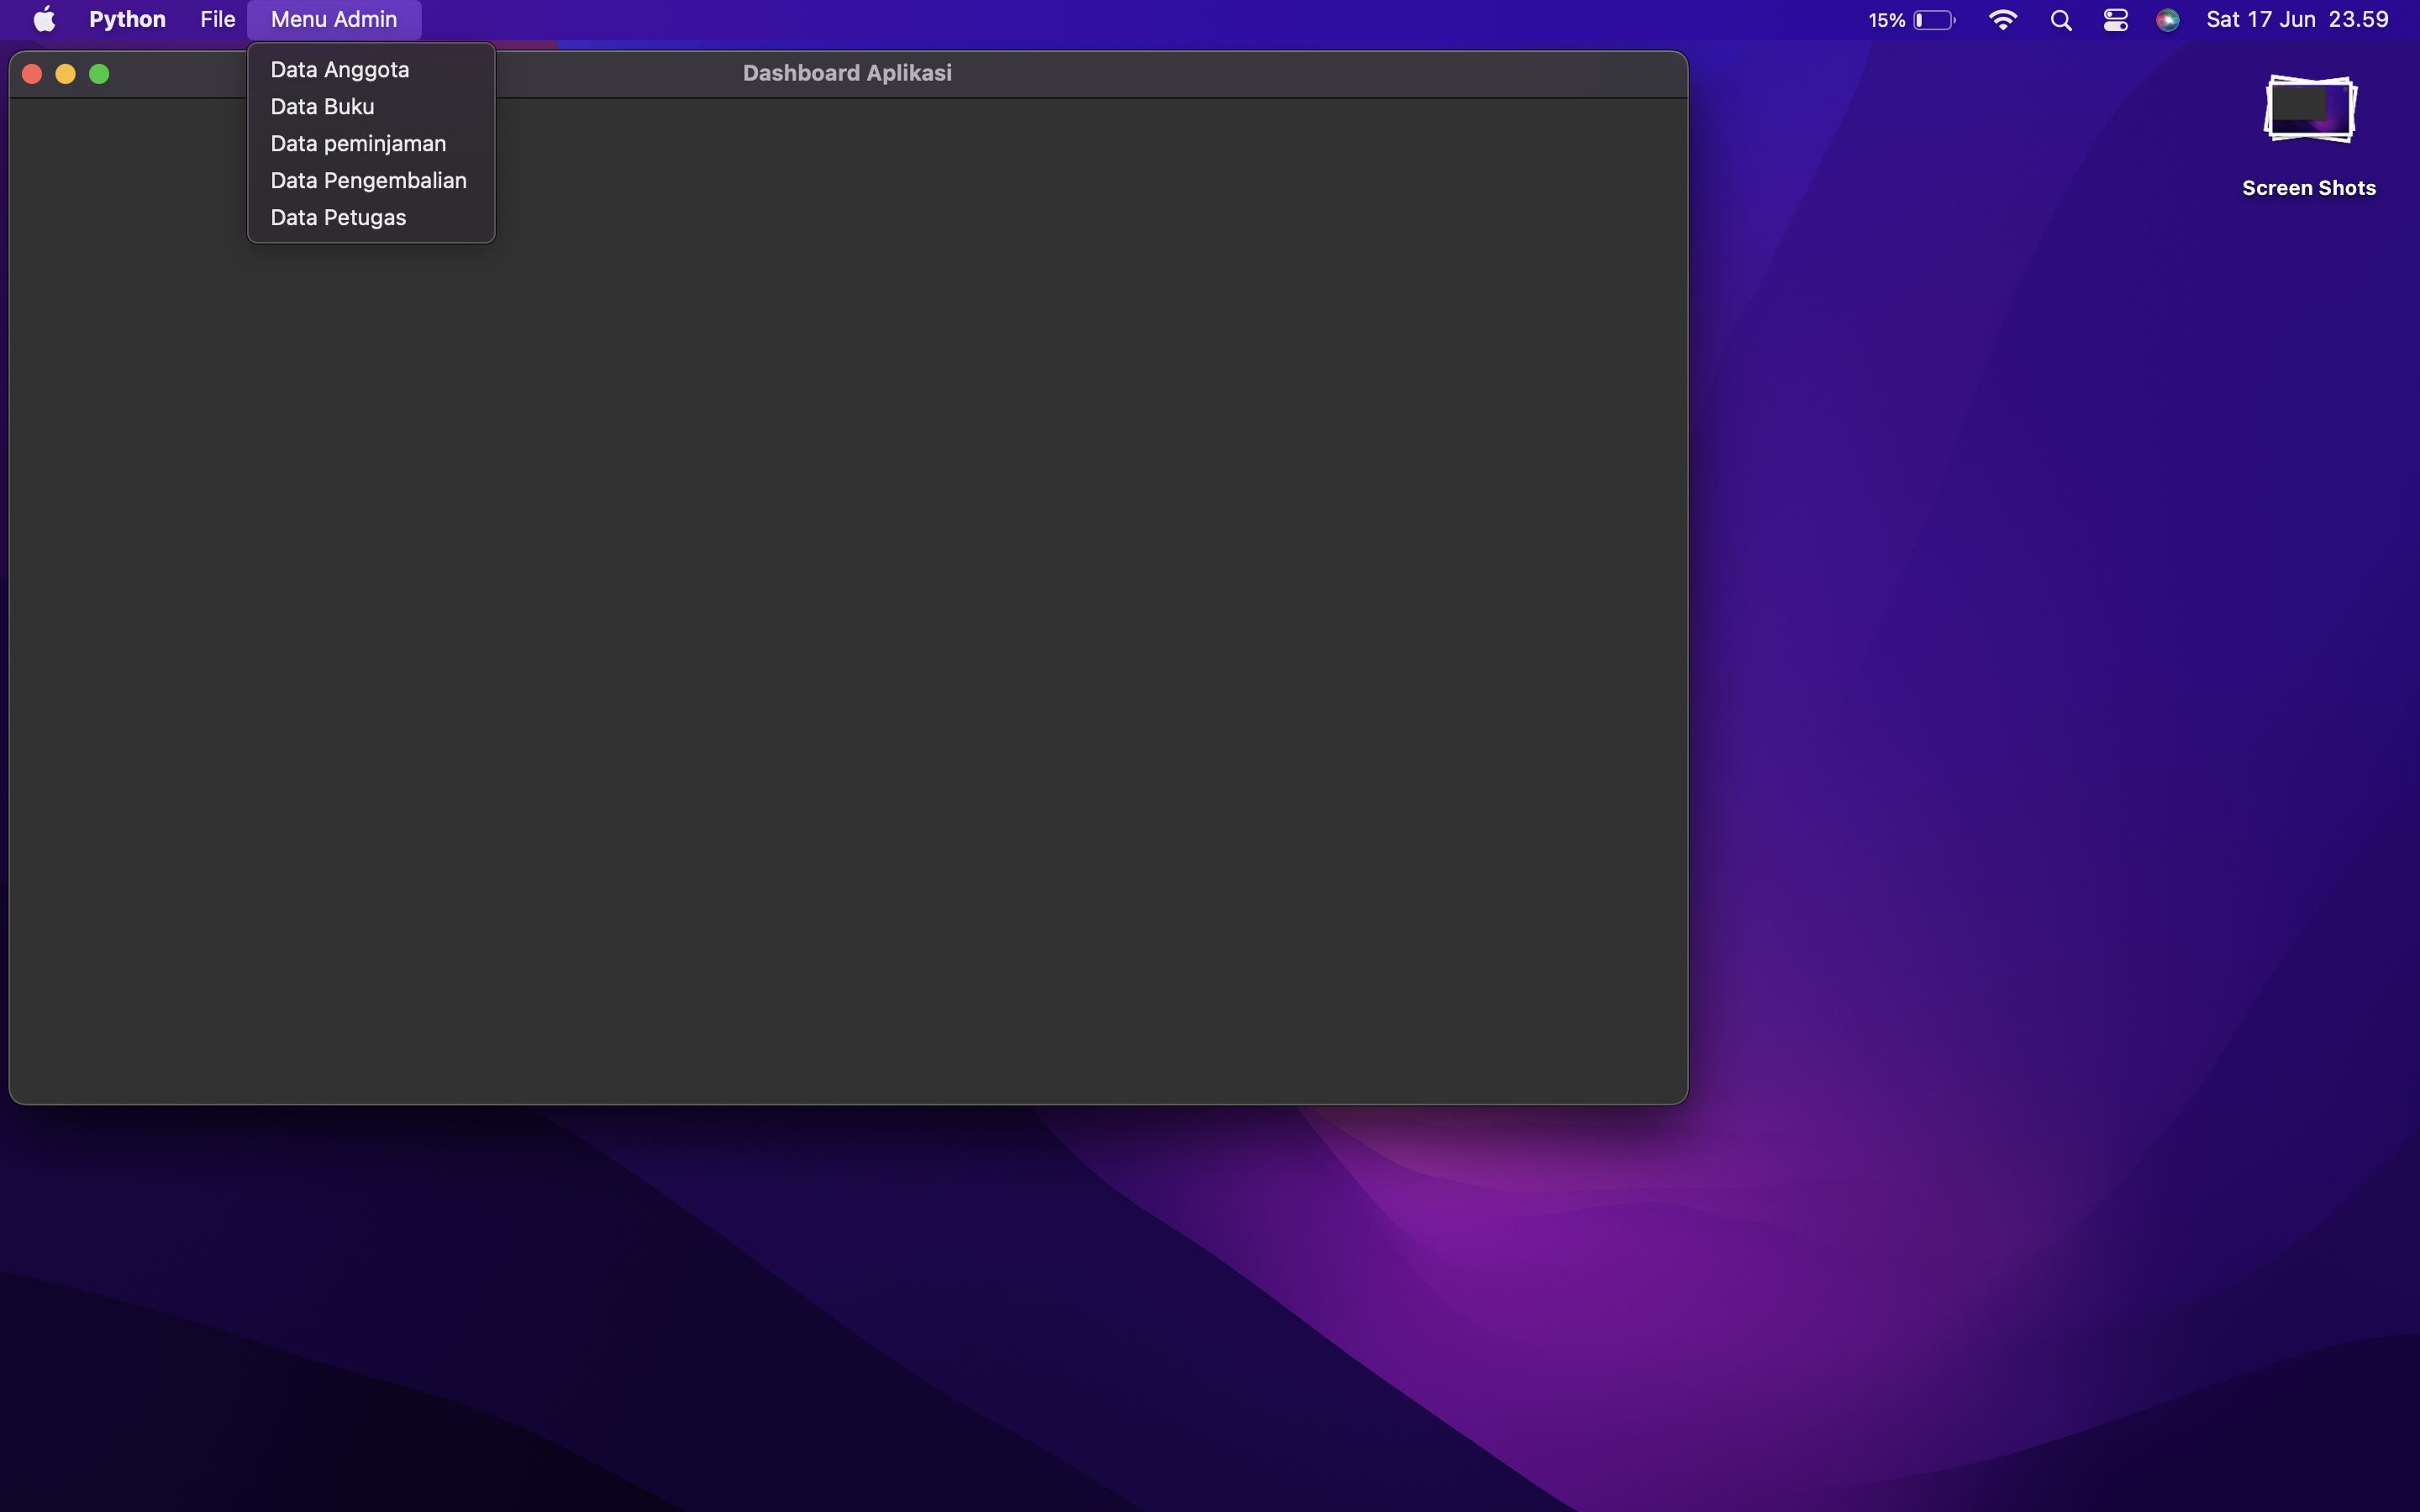 Python File Menu Admin 15% Sat 17 Jun 23.59
Dashboard Aplikasi
Data Anggota
Data Buku
Data peminjaman
Data Pengembalian
Data Petugas
Screen Shots